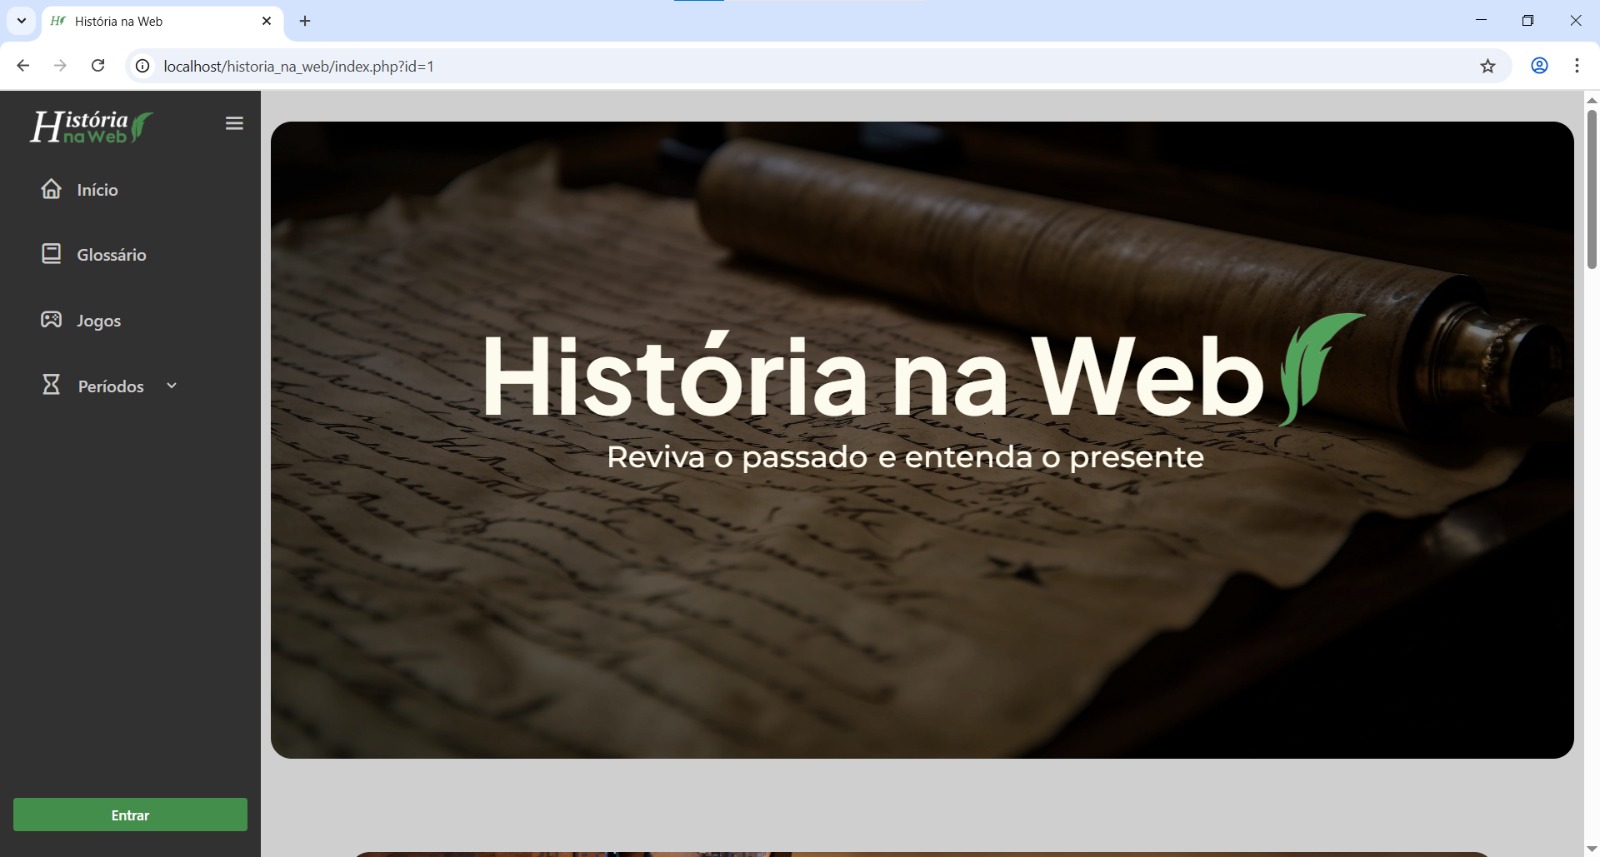 História na Web
localhost/historia_na_web/index.php?id=1
História
na Web
Início
Glossário
Jogos
Períodos
Entrar
História na Web
Reviva o passado e entenda o presente